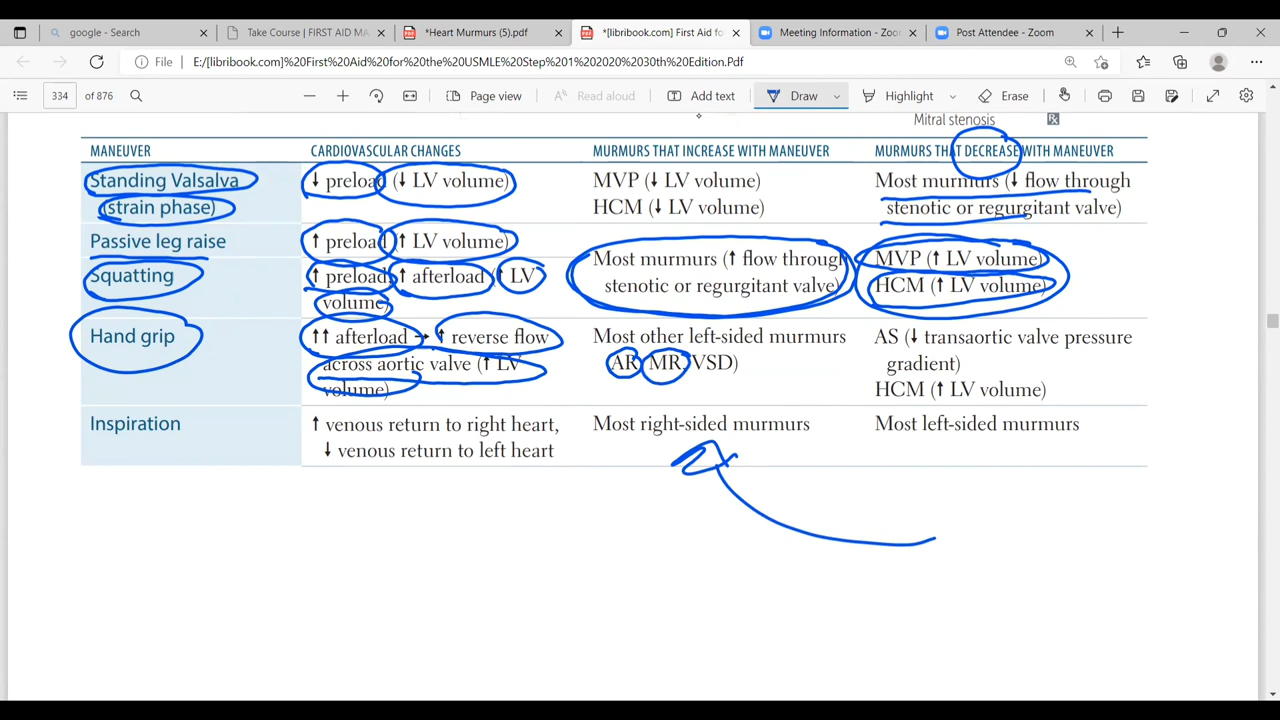 google - Search
Take Course | FIRST AID MA
*Heart Murmurs (5).pdf
*[libribook.com] First Aid for
Meeting Information - Zoo
Post Attendee - Zoom
File
E:/[libribook.com]%20First%20Aid%20for%20the%20USMLE%20Step%201%202020%2030th%20Edition.Pdf
334 of 876
Page view
Read aloud
Add text
Draw
Highlight
Erase
Mitral stenosis
MANEUVER CARDIOVASCULAR CHANGES MURMURS THAT INCREASE WITH MANEUVER MURMURS THAT DECREASE WITH MANEUVER
Standing Valsalva ↓ preload (↓ LV volume) MVP (↓ LV volume) Most murmurs (↓ flow through
(strain phase) HCM (↓ LV volume) stenotic or regurgitant valve)
Passive leg raise ↑ preload (↑ LV volume)
Most murmurs (↑ flow through MVP (↑ LV volume)
Squatting ↑ preload, ↑ afterload (↑ LV
stenotic or regurgitant valve) HCM (↑ LV volume)
volume)
Hand grip ↑↑ afterload → ↑ reverse flow Most other left-sided murmurs AS (↓ transaortic valve pressure
across aortic valve (↑ LV (AR, MR, VSD) gradient)
volume) HCM (↑ LV volume)
Inspiration ↑ venous return to right heart, Most right-sided murmurs Most left-sided murmurs
↓ venous return to left heart